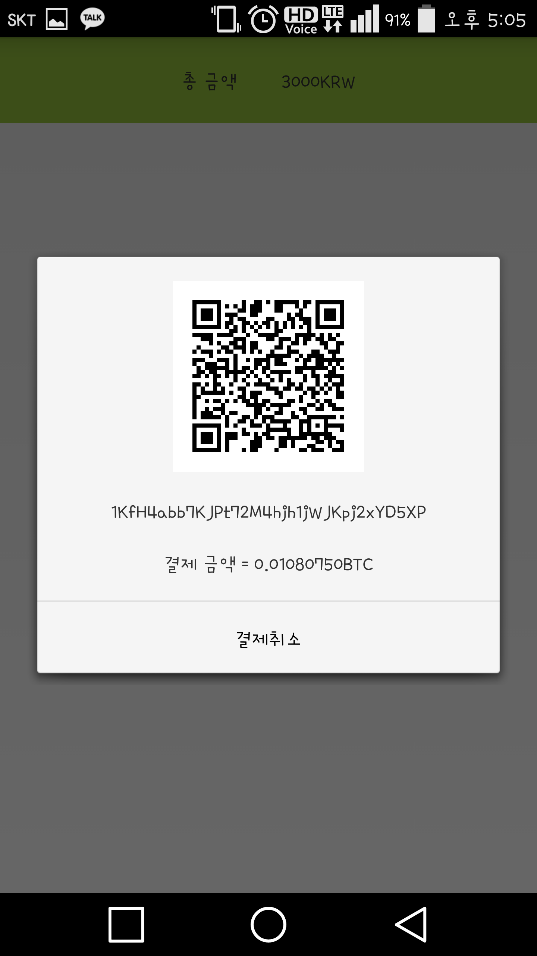 SKT TALK HD Voice LTE 91% 오후 5:05
총 금액 3000KRW
1KfH4abb7KJPt72M4hjh1jWJKpj2xYD5XP
결제 금액 = 0.01080750BTC
결제취소